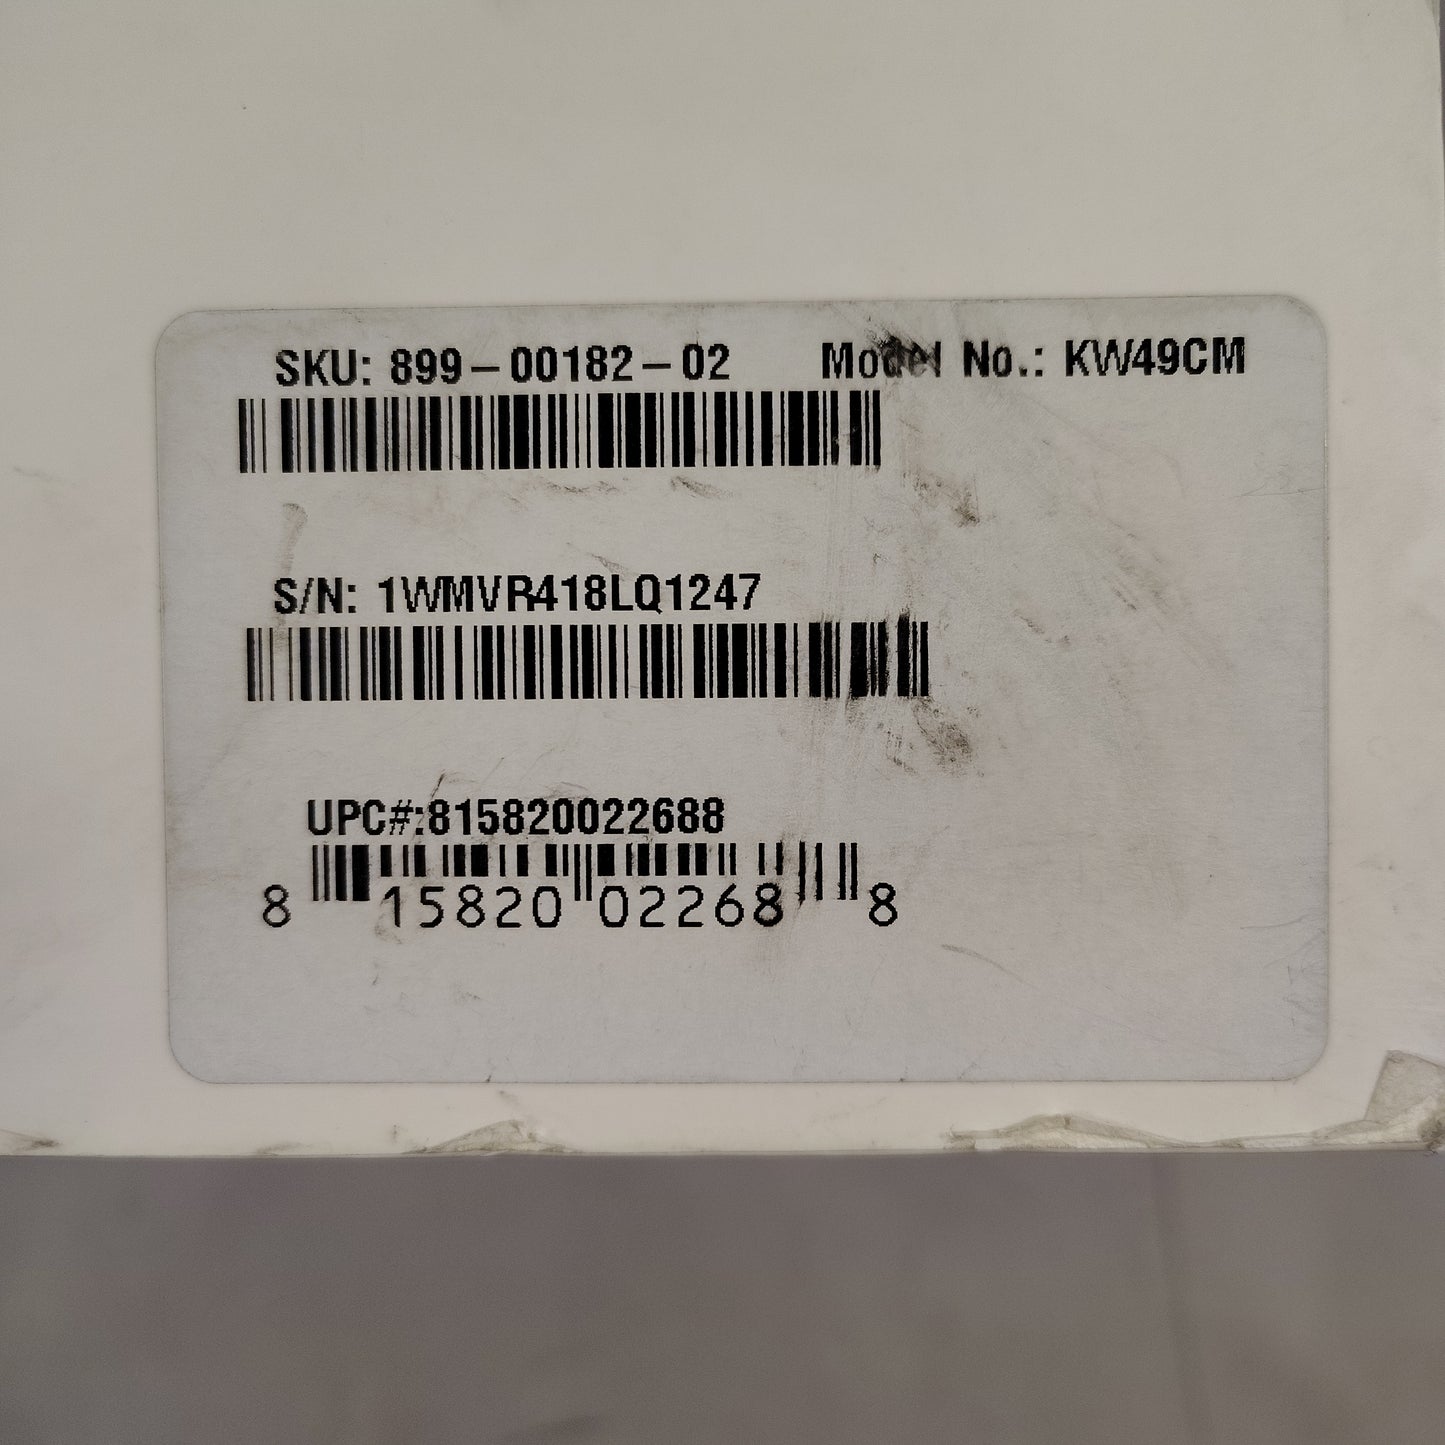 SKU: 899-00182-02 Model No.: KW49CM
S/N: 1WMVR418LQ1247
UPC#:815820022688
8 15820 02268 8